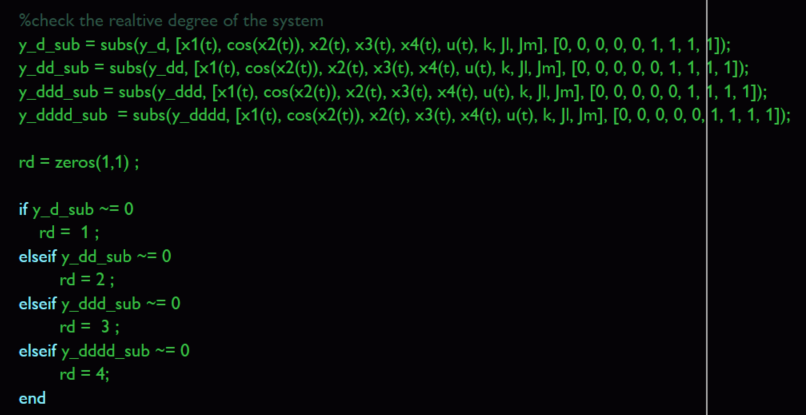 %check the realtive degree of the system
y_d_sub = subs(y_d, [x1(t), cos(x2(t)), x2(t), x3(t), x4(t), u(t), k, Jl, Jm], [0, 0, 0, 0, 0, 1, 1, 1, 1]);
y_dd_sub = subs(y_dd, [x1(t), cos(x2(t)), x2(t), x3(t), x4(t), u(t), k, Jl, Jm], [0, 0, 0, 0, 0, 1, 1, 1, 1]);
y_ddd_sub = subs(y_ddd, [x1(t), cos(x2(t)), x2(t), x3(t), x4(t), u(t), k, Jl, Jm], [0, 0, 0, 0, 0, 1, 1, 1, 1]);
y_dddd_sub  = subs(y_dddd, [x1(t), cos(x2(t)), x2(t), x3(t), x4(t), u(t), k, Jl, Jm], [0, 0, 0, 0, 0, 1, 1, 1, 1]);
rd = zeros(1,1) ;
if y_d_sub ~= 0
rd =  1 ;
elseif y_dd_sub ~= 0
rd = 2 ;
elseif y_ddd_sub ~= 0
rd =  3 ;
elseif y_dddd_sub ~= 0
rd = 4;
end